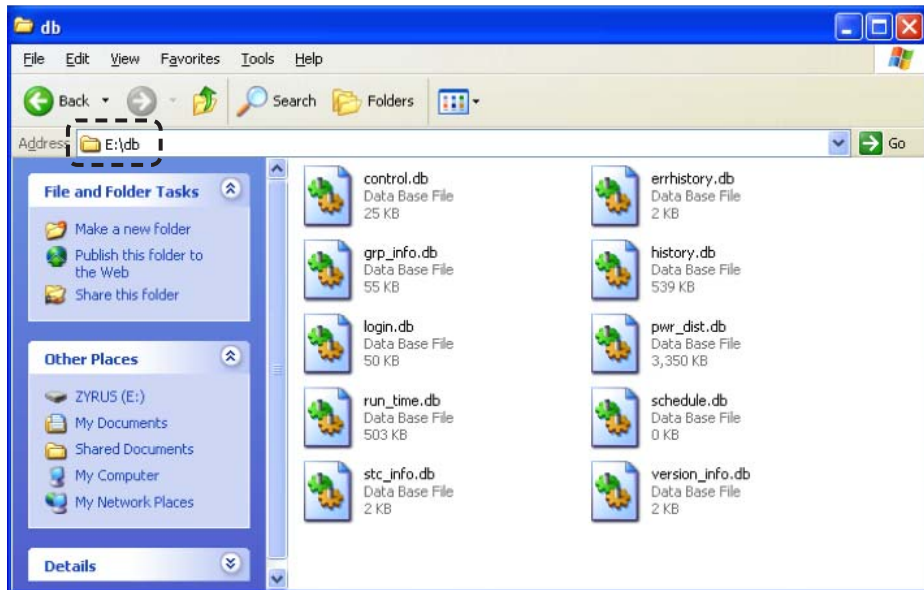 db
File Edit View Favorites Tools Help
Back Search Folders
Address E:\db Go
File and Folder Tasks
Make a new folder
Publish this folder to
the Web
Share this folder
Other Places
ZYRUS (E:)
My Documents
Shared Documents
My Computer
My Network Places
Details
control.db
Data Base File
25 KB
errhistory.db
Data Base File
2 KB
grp_info.db
Data Base File
55 KB
history.db
Data Base File
539 KB
login.db
Data Base File
50 KB
pwr_dist.db
Data Base File
3,350 KB
run_time.db
Data Base File
503 KB
schedule.db
Data Base File
0 KB
stc_info.db
Data Base File
2 KB
version_info.db
Data Base File
2 KB